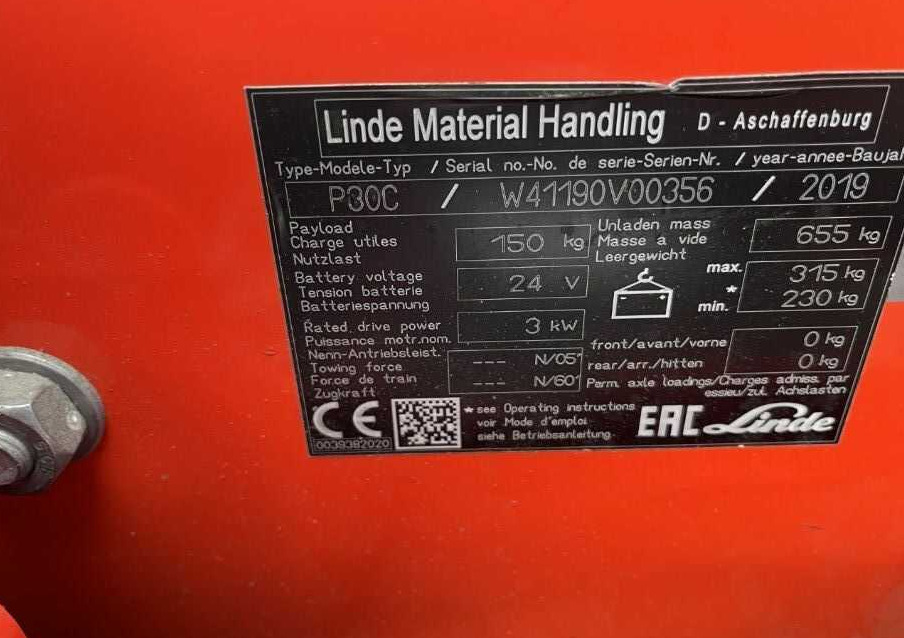 Linde Material Handling D - Aschaffenburg
Type-Modele-Typ / Serial no.-No. de serie-Serien-Nr. / year-annee-Baujah
P30C / W41190V00356 / 2019
Payload
Charge utiles
Nutzlast
150 kg
Unladen mass
Masse a vide
Leergewicht
655 kg
Battery voltage
Tension batterie
Batteriespannung
24 V
max. 315 kg
*
min. 230 kg
Rated drive power
Puissance motr.nom.
Nenn-Antriebsleist.
3 kW
front/avant/vorne 0 kg
rear/arr./hitten 0 kg
Towing force
Force de train
Zugkraft
--- N/05'
--- N/60'
Perm. axle loadings/Charges admiss. par
essieu/zul. Achslasten
CE
0039382020
* see Operating instructions
voir Mode d'emploi
siehe Betriebsanleitung.
EAC Linde